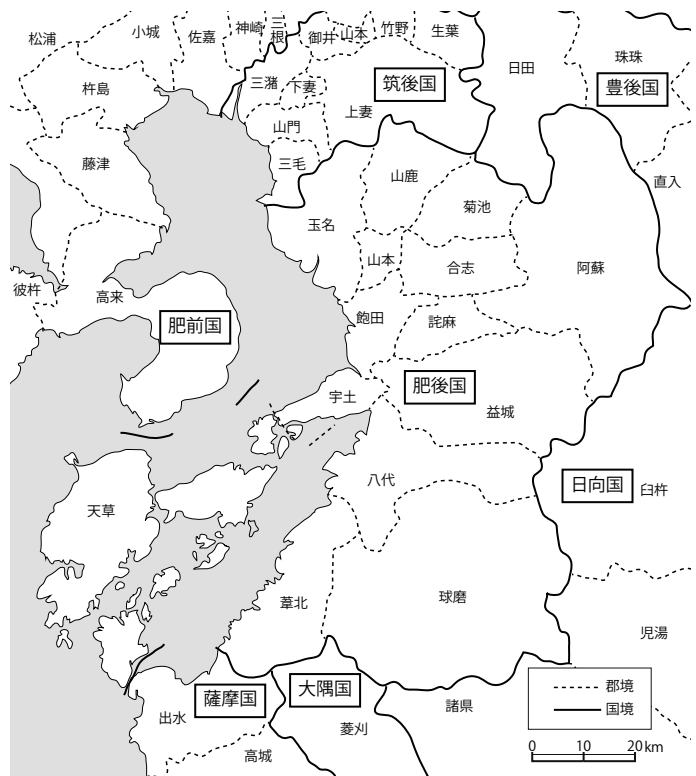 松浦
小城
佐嘉
神崎
三根
御井
山本
竹野
生葉
日田
珠珠
豊後国
杵島
三瀦
下妻
筑後国
上妻
山門
藤津
三毛
山鹿
直入
菊池
玉名
山本
合志
阿蘇
彼杵
高来
飽田
詫麻
肥前国
宇土
肥後国
益城
八代
日向国
臼杵
天草
葦北
球磨
児湯
薩摩国
大隅国
出水
菱刈
諸県
高城
郡境
国境
0 10 20 km